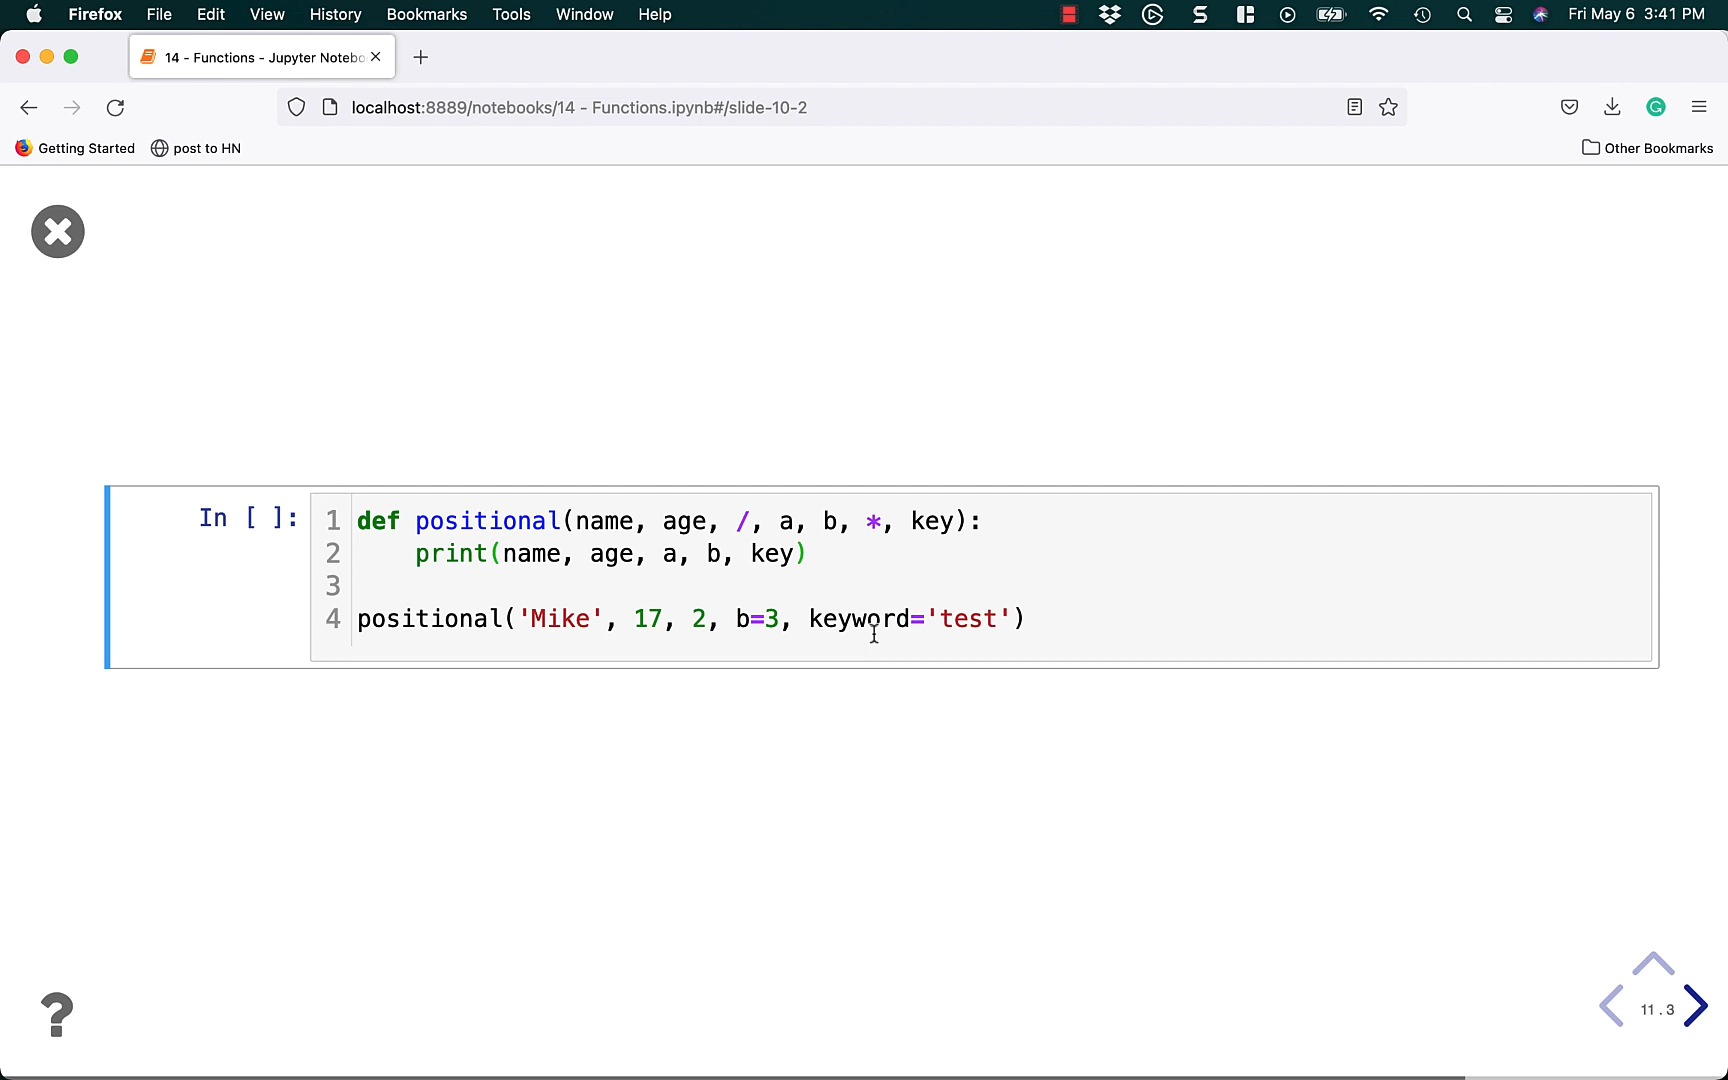 Firefox File Edit View History Bookmarks Tools Window Help Fri May 6 3:41 PM
14 - Functions - Jupyter Notebo
localhost:8889/notebooks/14 - Functions.ipynb#/slide-10-2
Getting Started post to HN Other Bookmarks
In [ ]: 1 def positional(name, age, /, a, b, *, key):
2 print(name, age, a, b, key)
3
4 positional('Mike', 17, 2, b=3, keyword='test')
?
11.3